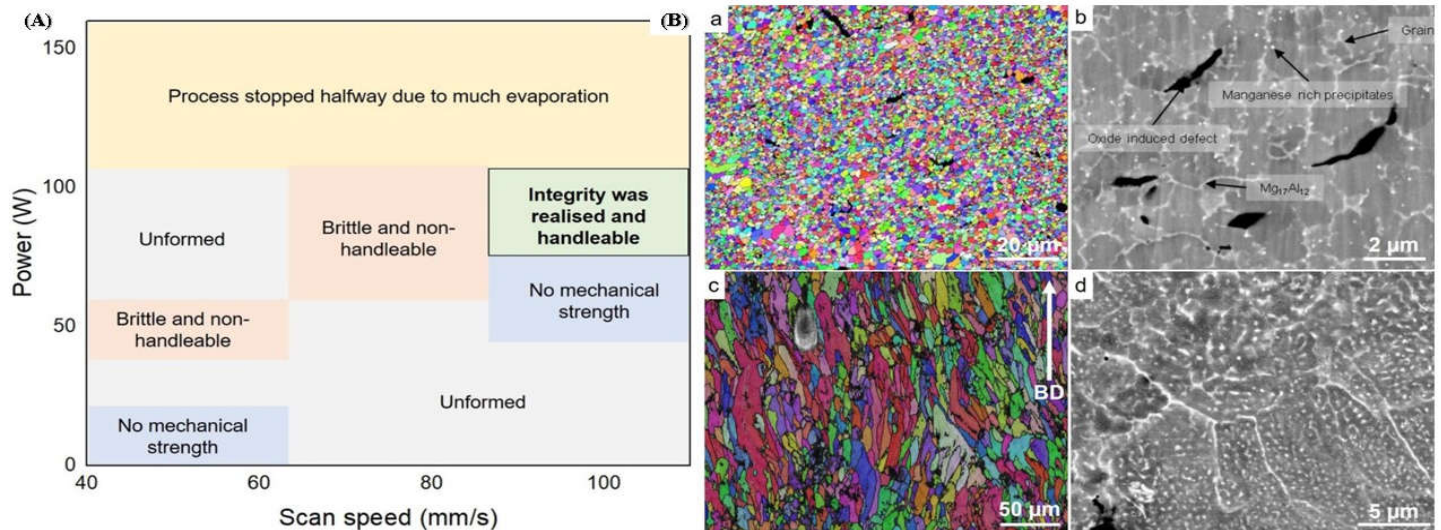 (A)
150
100
50
0
Power (W)
40
60
80
100
Scan speed (mm/s)
Process stopped halfway due to much evaporation
Unformed
Brittle and non-
handleable
Integrity was
realised and
handleable
Brittle and non-
handleable
No mechanical
strength
No mechanical
strength
Unformed
(B)
a
20 µm
b
Grain
Manganese rich precipitates
Oxide induced defect
Mg17Al12
2 µm
c
BD
50 µm
d
5 µm